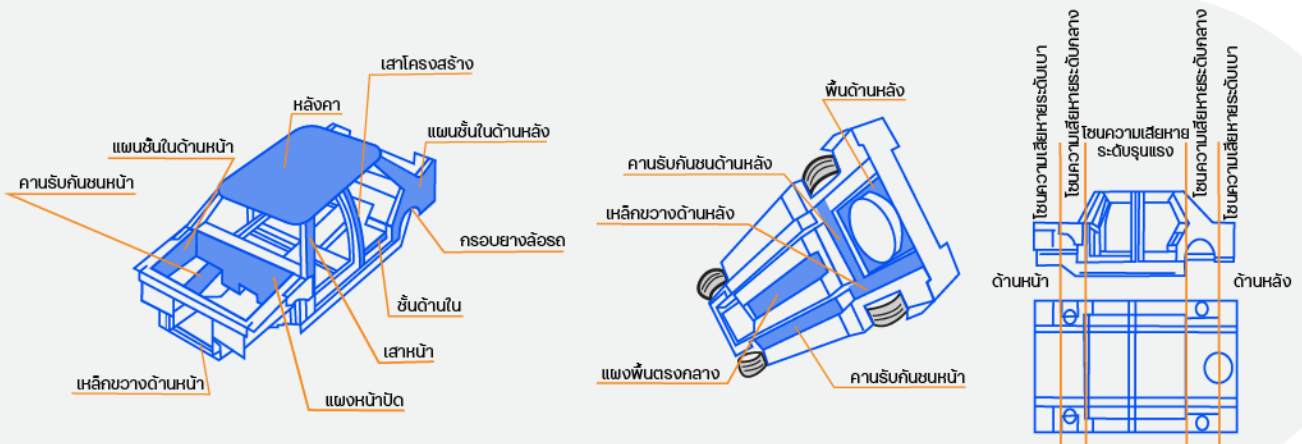 เสาโครงสร้าง
หลังคา
แผนชั้นในด้านหลัง
แผนชั้นในด้านหน้า
คานรับกันชนหน้า
กรอบยางล้อรถ
ชั้นด้านใน
เสาหน้า
เหล็กขวางด้านหน้า
แผงหน้าปัด
พื้นด้านหลัง
คานรับกันชนด้านหลัง
เหล็กขวางด้านหลัง
แผงพื้นตรงกลาง
คานรับกันชนหน้า
โซนความเสียหายระดับเบา
โซนความเสียหายระดับกลาง
โซนความเสียหาย
ระดับรุนแรง
โซนความเสียหายระดับกลาง
โซนความเสียหายระดับเบา
ด้านหน้า
ด้านหลัง